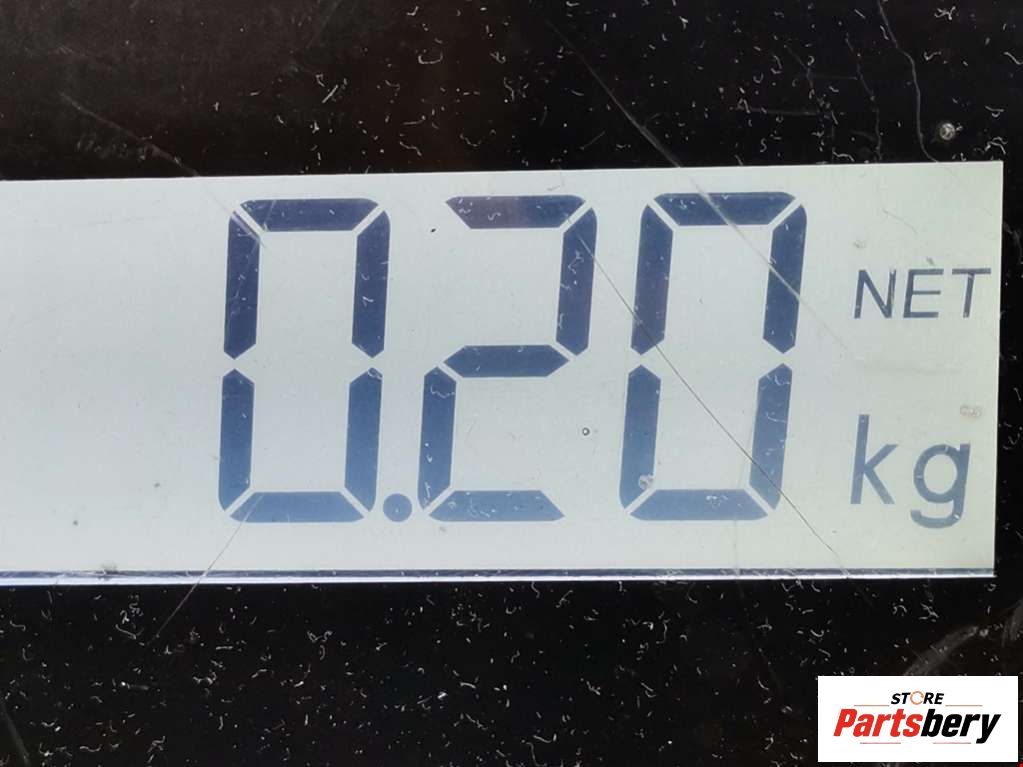 0.20 NET
kg
STORE
Partsbery